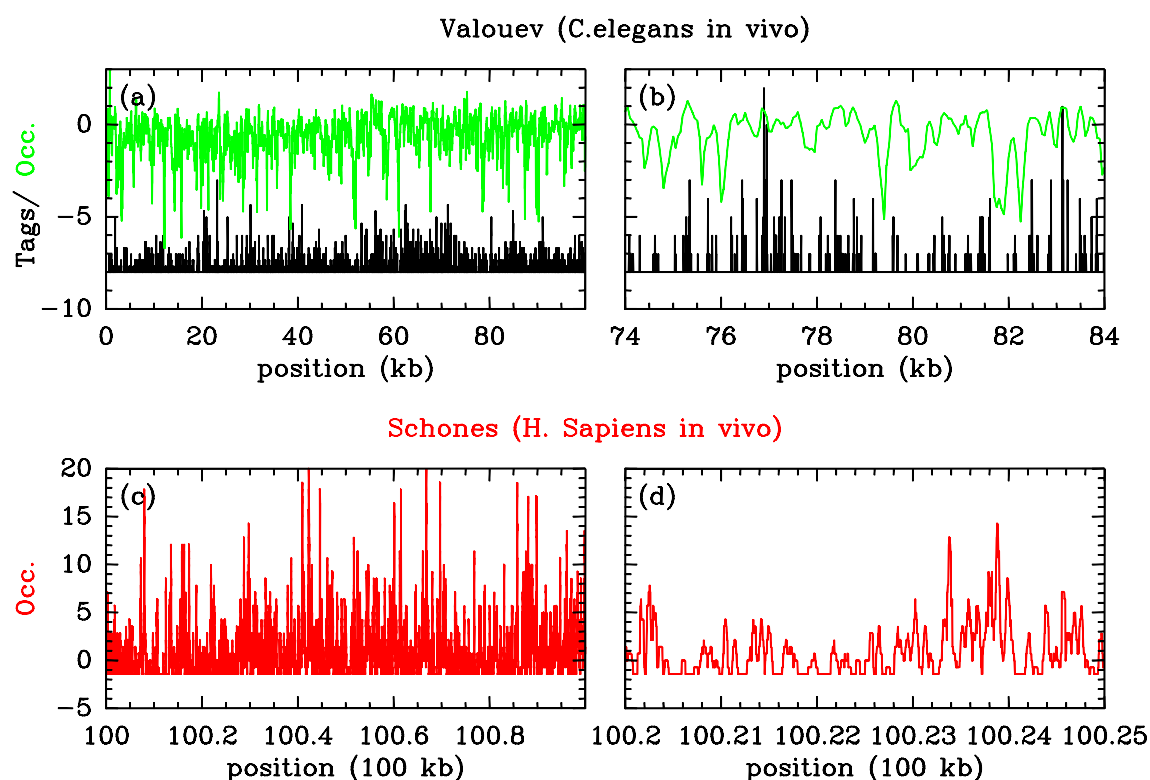 Valouev (C.elegans in vivo)
(a)
(b)
Tags/ Occ.
0
−5
−10
0 20 40 60 80
74 76 78 80 82 84
position (kb)
position (kb)
Schones (H. Sapiens in vivo)
(c)
(d)
Occ.
20
15
10
5
0
−5
100 100.2 100.4 100.6 100.8
100.2 100.21 100.22 100.23 100.24 100.25
position (100 kb)
position (100 kb)